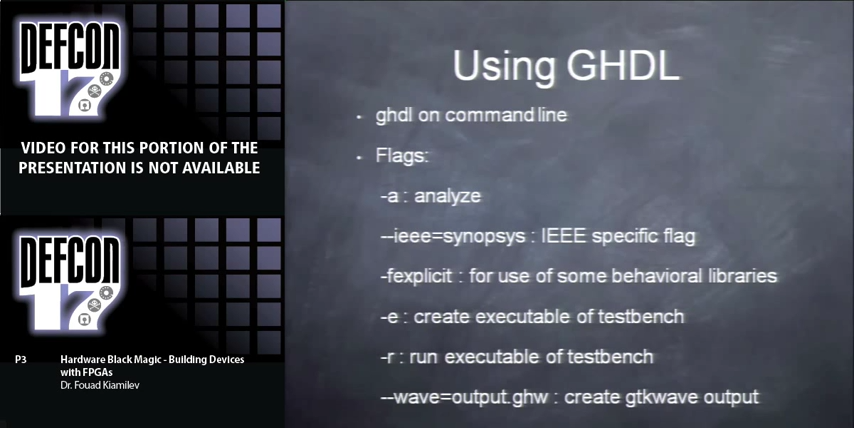 DEFCON
17
VIDEO FOR THIS PORTION OF THE
PRESENTATION IS NOT AVAILABLE
DEFCON
17
P3 Hardware Black Magic - Building Devices
with FPGAs
Dr. Fouad Kiamilev
Using GHDL
• ghdl on command line
• Flags:
-a : analyze
--ieee=synopsys : IEEE specific flag
-fexplicit : for use of some behavioral libraries
-e : create executable of testbench
-r : run executable of testbench
--wave=output.ghw : create gtkwave output